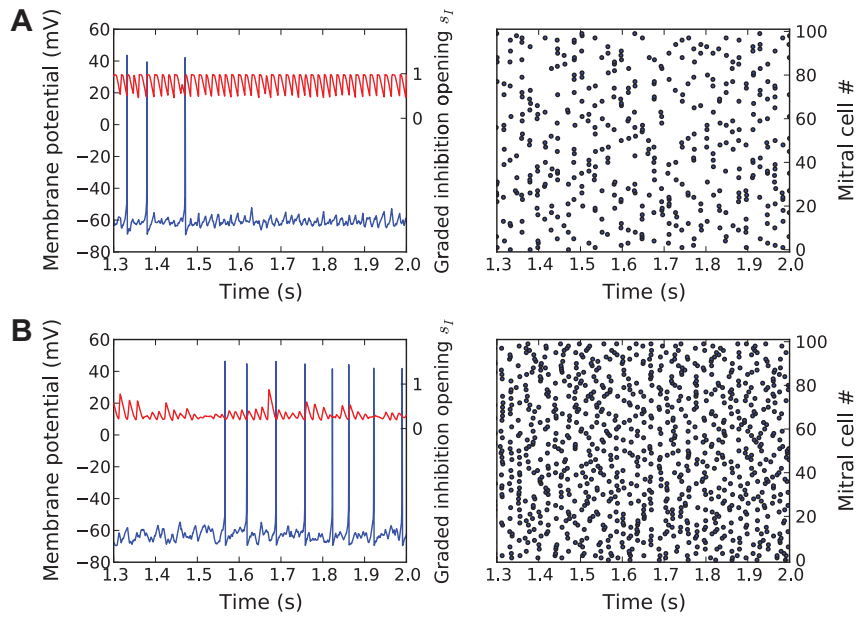 A
Membrane potential (mV)
60
40
20
0
−20
−40
−60
−80
1.3 1.4 1.5 1.6 1.7 1.8 1.9 2.0
Time (s)
1
0
Graded inhibition opening s_I
1.3 1.4 1.5 1.6 1.7 1.8 1.9 2.0
Time (s)
100
80
60
40
20
0
Mitral cell #
B
Membrane potential (mV)
60
40
20
0
−20
−40
−60
−80
1.3 1.4 1.5 1.6 1.7 1.8 1.9 2.0
Time (s)
1
0
Graded inhibition opening s_I
1.3 1.4 1.5 1.6 1.7 1.8 1.9 2.0
Time (s)
100
80
60
40
20
0
Mitral cell #